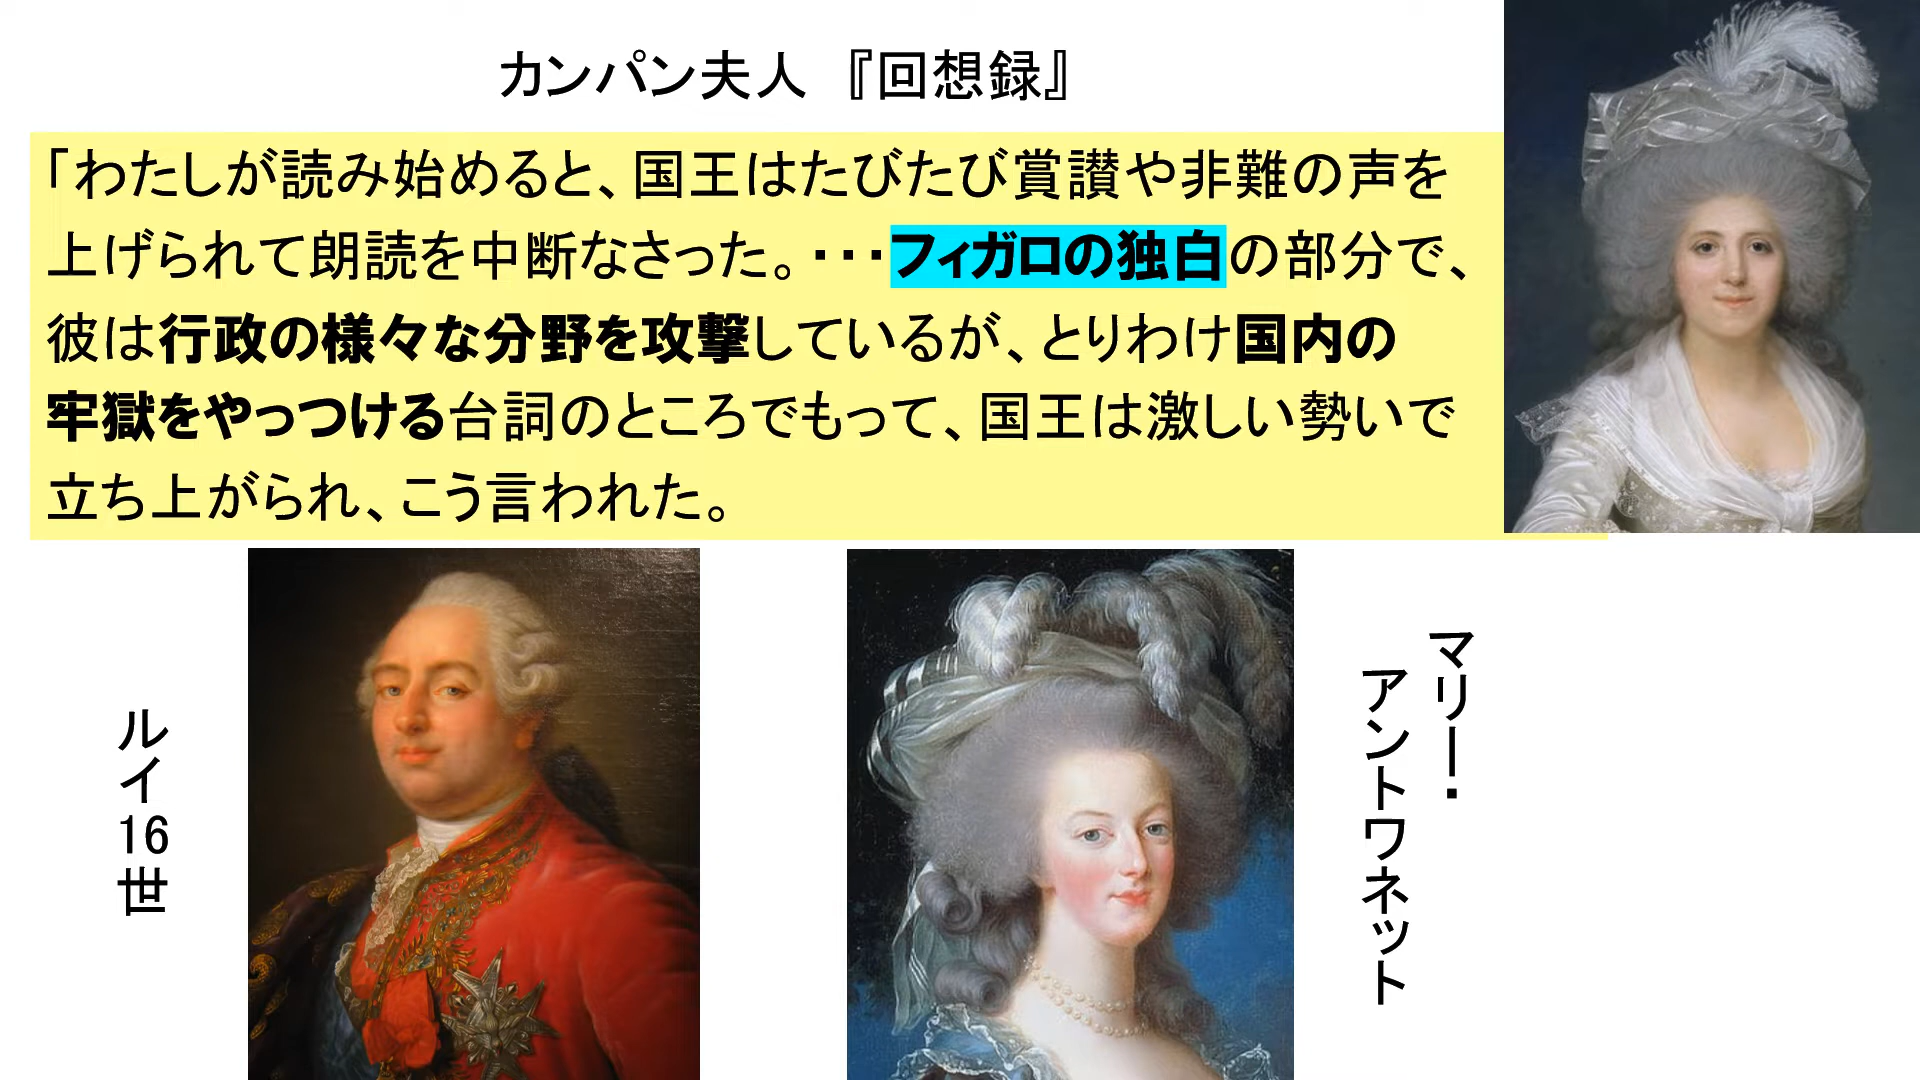 カンパン夫人　『回想録』
「わたしが読み始めると、国王はたびたび賞讃や非難の声を
上げられて朗読を中断なさった。・・・フィガロの独白の部分で、
彼は行政の様々な分野を攻撃しているが、とりわけ国内の
牢獄をやっつける台詞のところでもって、国王は激しい勢いで
立ち上がられ、こう言われた。
ルイ16世
マリー・
アントワネット